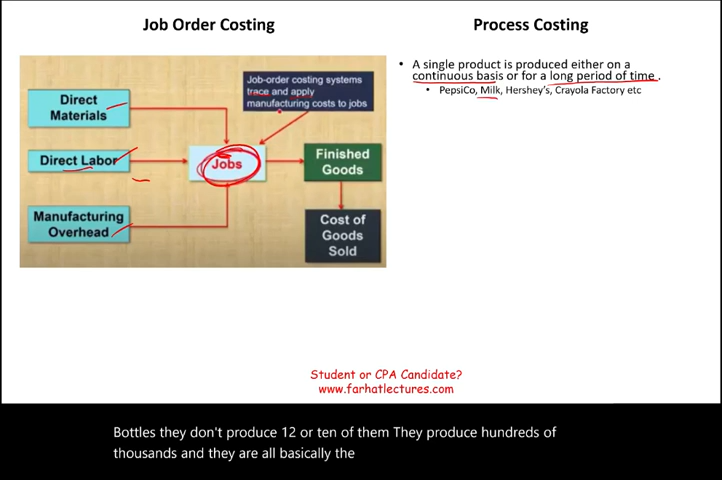 Job Order Costing
Process Costing
Job-order costing systems
trace and apply
manufacturing costs to jobs
Direct
Materials
Direct Labor
Manufacturing
Overhead
Jobs
Finished
Goods
Cost of
Goods
Sold
• A single product is produced either on a
continuous basis or for a long period of time .
• PepsiCo, Milk, Hershey's, Crayola Factory etc
Student or CPA Candidate?
www.farhatlectures.com
Bottles they don't produce 12 or ten of them They produce hundreds of
thousands and they are all basically the